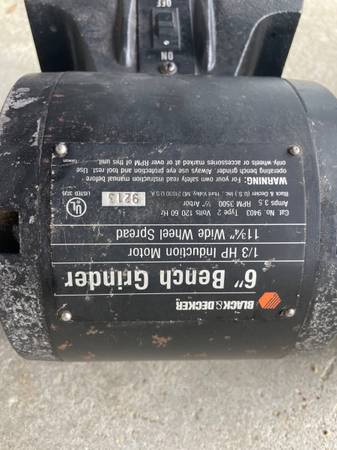 BLACK&DECKER
6" Bench Grinder
1/3 HP Induction Motor
11¾" Wide Wheel Spread
Cat No 9403 Type 2 Volts 120 60 Hz
Amps 3.5 RPM 3500 ½" Arbor
Black & Decker (U.S.) Inc., Hunt Valley, MD 21030 U.S.A.
WARNING: For your own safety read instruction manual before
operating bench grinder. Always use eye protection and tool rest. Use
only wheels or accessories marked at or over RPM of this unit.
Taiwan
9213
UL
LISTED
ON
OFF